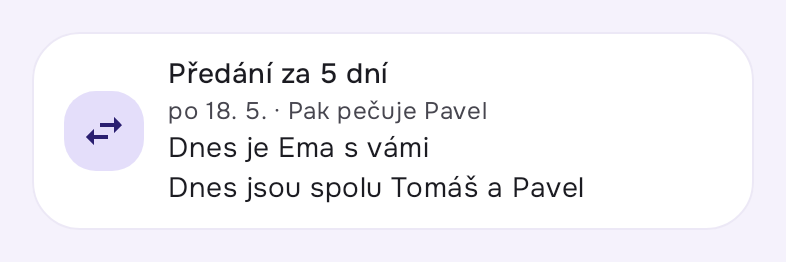 Předání za 5 dní
po 18. 5. · Pak pečuje Pavel
Dnes je Ema s vámi
Dnes jsou spolu Tomáš a Pavel